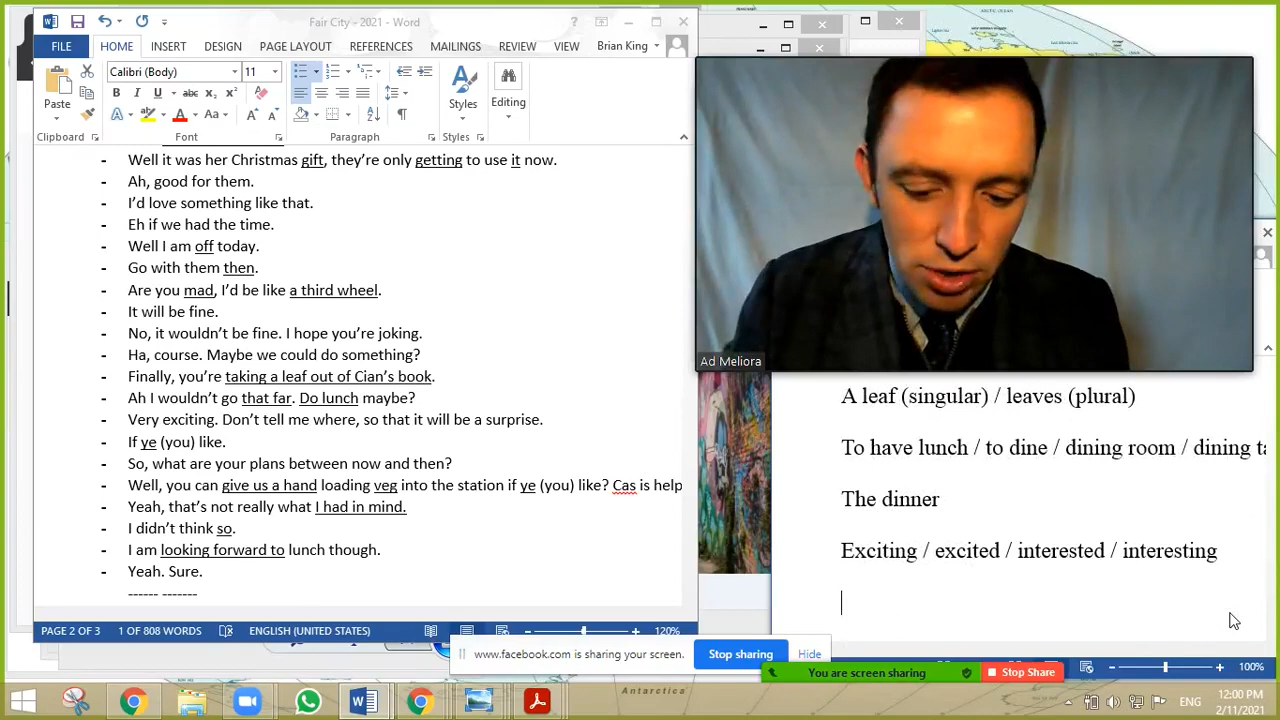 Fair City - 2021 - Word
FILE HOME INSERT DESIGN PAGE LAYOUT REFERENCES MAILINGS REVIEW VIEW Brian King
Calibri (Body) 11
Paste Styles Editing
Clipboard Font Paragraph Styles
- Well it was her Christmas gift, they're only getting to use it now.
- Ah, good for them.
- I'd love something like that.
- Eh if we had the time.
- Well I am off today.
- Go with them then.
- Are you mad, I'd be like a third wheel.
- It will be fine.
- No, it wouldn't be fine. I hope you're joking.
- Ha, course. Maybe we could do something?
- Finally, you're taking a leaf out of Cian's book.
- Ah I wouldn't go that far. Do lunch maybe?
- Very exciting. Don't tell me where, so that it will be a surprise.
- If ye (you) like.
- So, what are your plans between now and then?
- Well, you can give us a hand loading veg into the station if ye (you) like? Cas is help
- Yeah, that's not really what I had in mind.
- I didn't think so.
- I am looking forward to lunch though.
- Yeah. Sure.
------ -------
PAGE 2 OF 3 1 OF 808 WORDS ENGLISH (UNITED STATES) 120%
Ad Meliora
A leaf (singular) / leaves (plural)
To have lunch / to dine / dining room / dining ta
The dinner
Exciting / excited / interested / interesting
100%
www.facebook.com is sharing your screen. Stop sharing Hide
You are screen sharing Stop Share
Antarctica
ENG
12:00 PM
2/11/2021